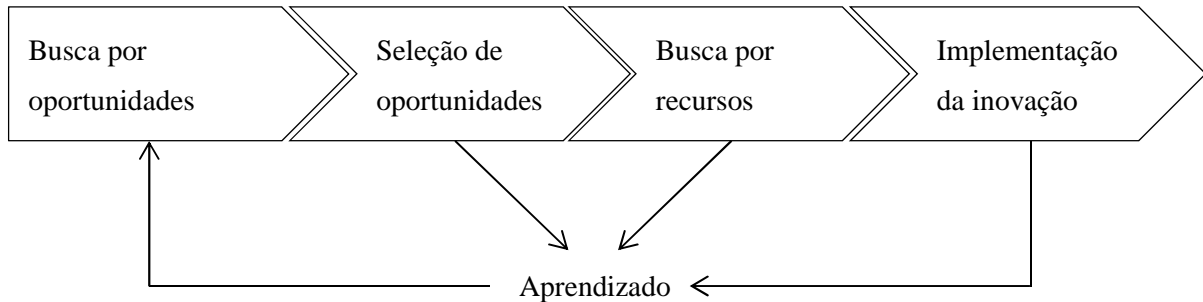 Busca por
oportunidades
Seleção de
oportunidades
Busca por
recursos
Implementação
da inovação
Aprendizado